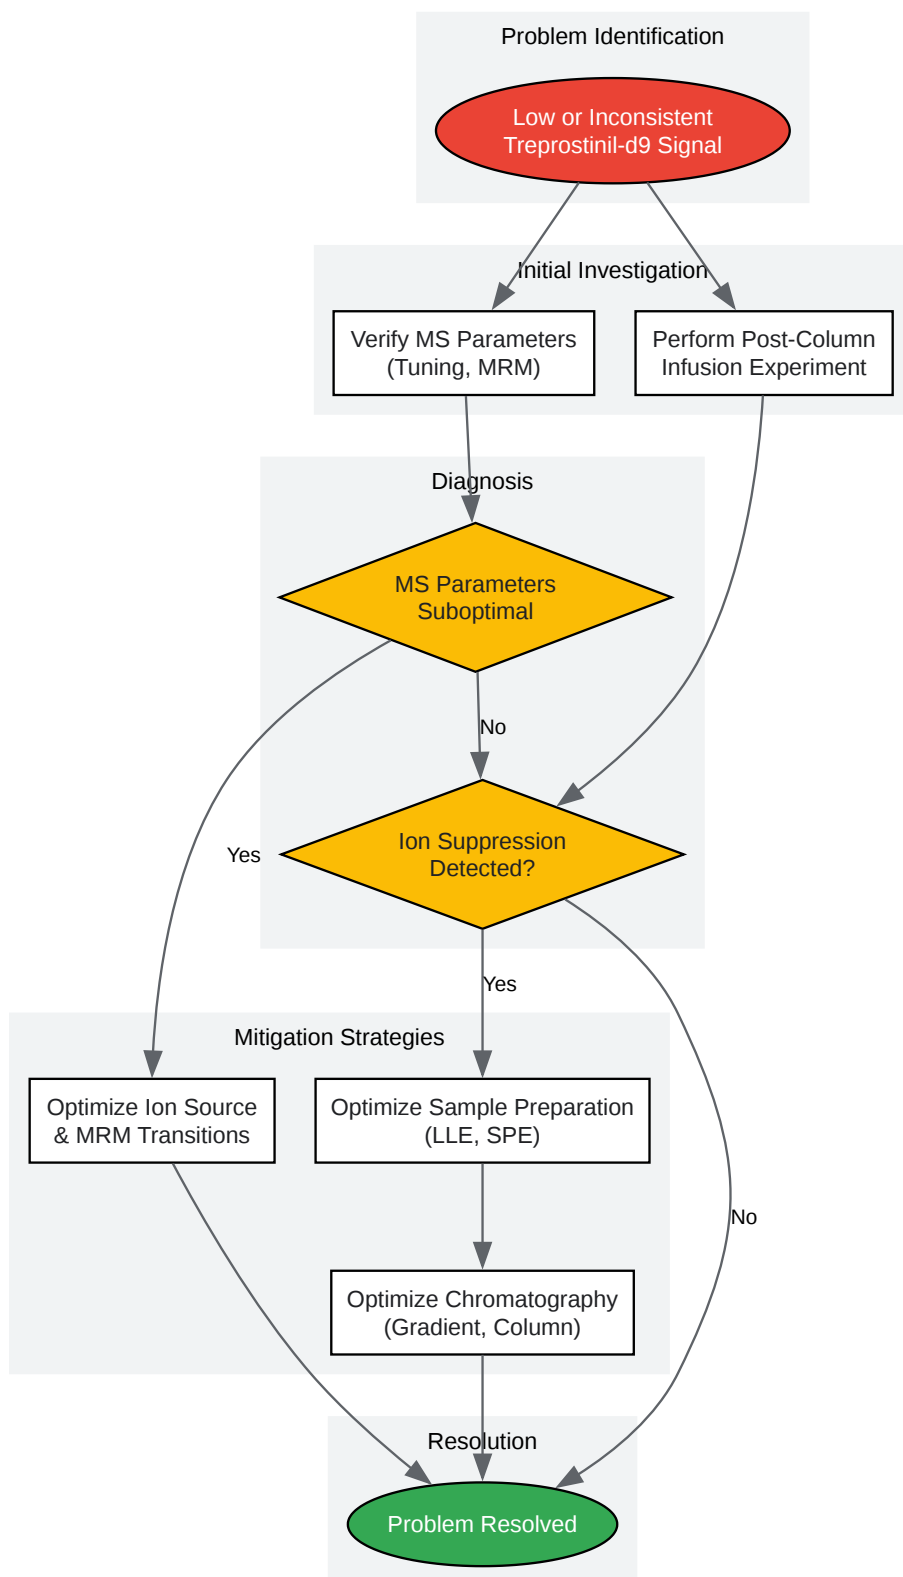 Problem Identification
Low or Inconsistent
Treprostinil-d9 Signal
Initial Investigation
Verify MS Parameters
(Tuning, MRM)
Perform Post-Column
Infusion Experiment
Diagnosis
MS Parameters
Suboptimal
No
Ion Suppression
Detected?
Yes
Yes
Mitigation Strategies
Optimize Ion Source
& MRM Transitions
Optimize Sample Preparation
(LLE, SPE)
No
Optimize Chromatography
(Gradient, Column)
Resolution
Problem Resolved